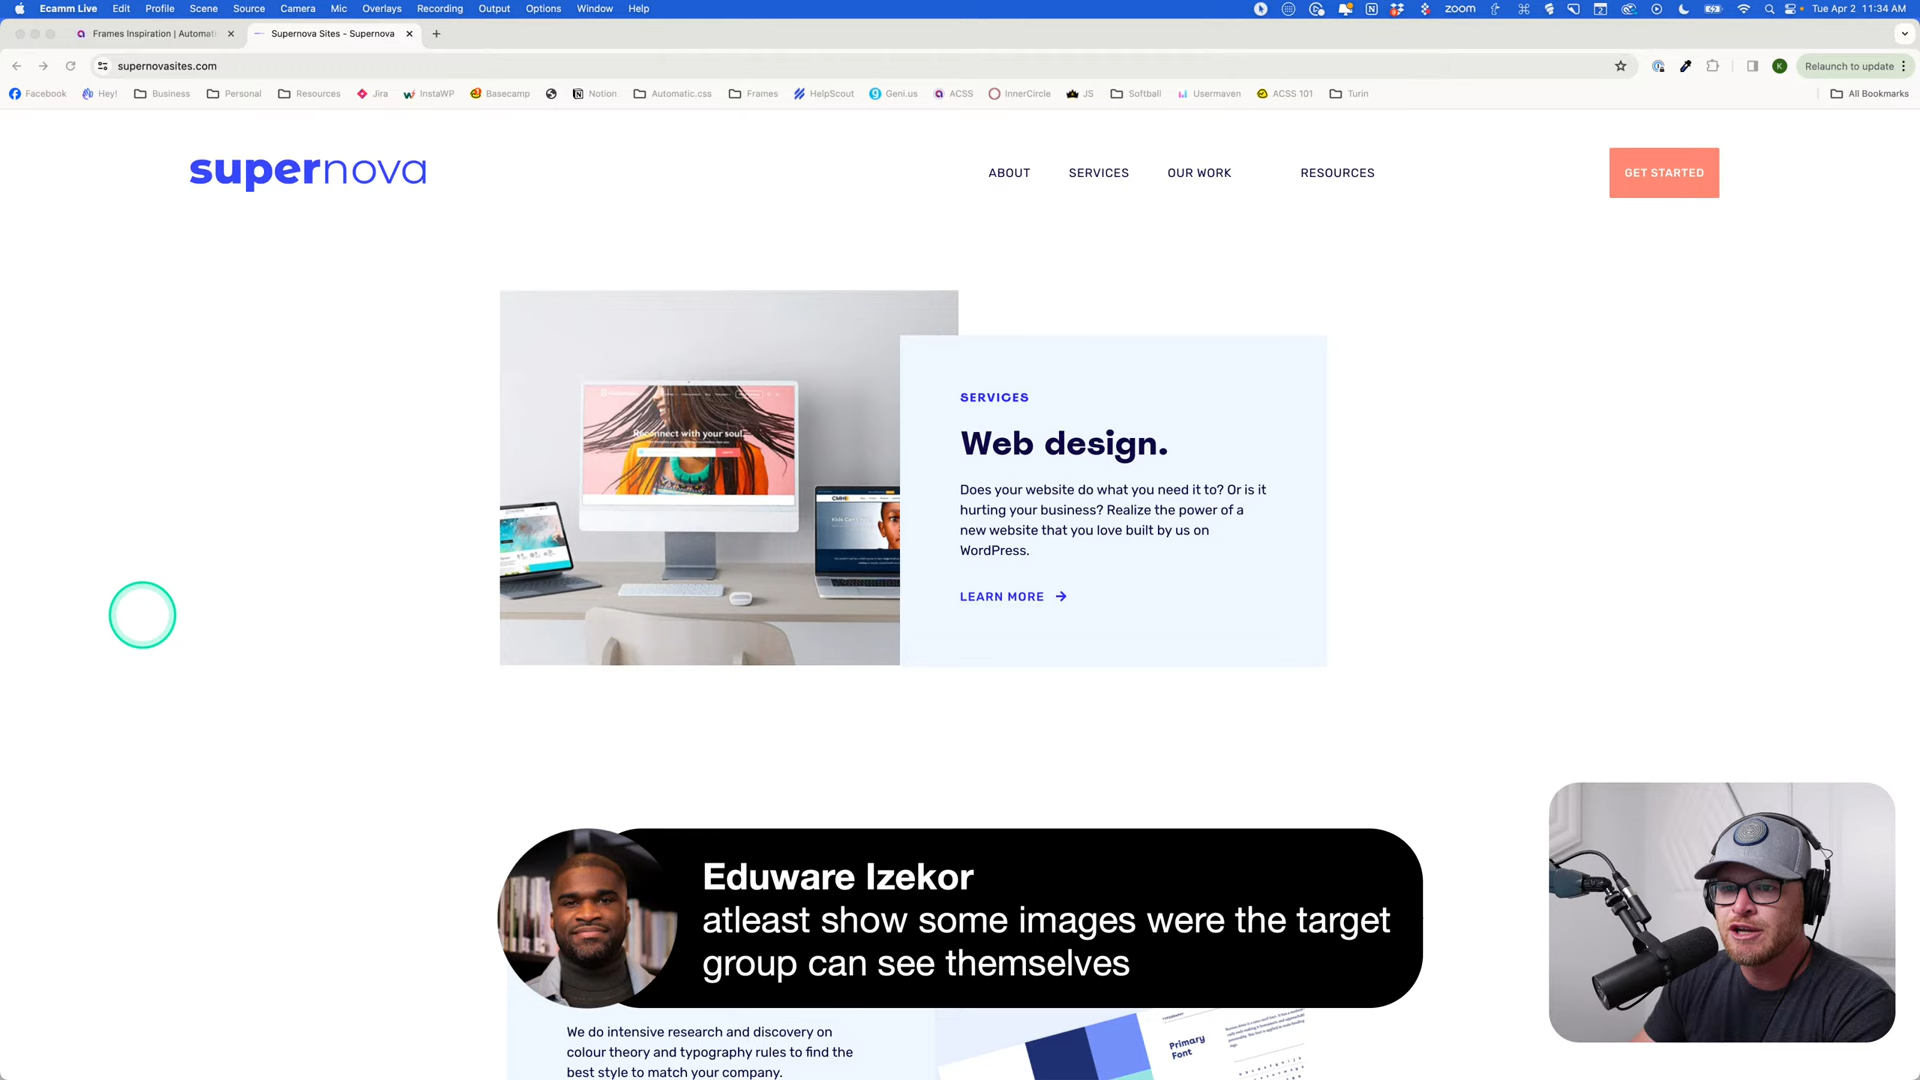 Ecamm Live Edit Profile Scene Source Camera Mic Overlays Recording Output Options Window Help zoom Tue Apr 2 11:34 AM
Frames Inspiration | Automati Supernova Sites - Supernova
supernovasites.com Relaunch to update
Facebook Hey! Business Personal Resources Jira InstaWP Basecamp Notion Automatic.css Frames HelpScout Geni.us ACSS InnerCircle JS Softball Usermaven ACSS 101 Turin All Bookmarks
supernova
ABOUT SERVICES OUR WORK RESOURCES GET STARTED
Reconnect with your soul.
SERVICES
Web design.
Does your website do what you need it to? Or is it
hurting your business? Realize the power of a
new website that you love built by us on
WordPress.
LEARN MORE
Eduware Izekor
atleast show some images were the target
group can see themselves
We do intensive research and discovery on
colour theory and typography rules to find the
best style to match your company.
Primary
Font